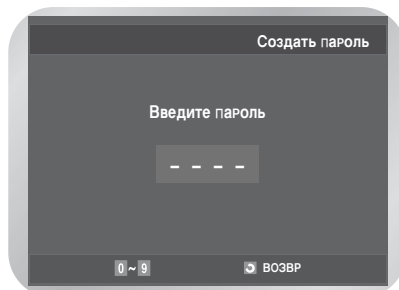 Создать пароль
Введите пароль
– – – –
0 ~ 9 ВОЗВР